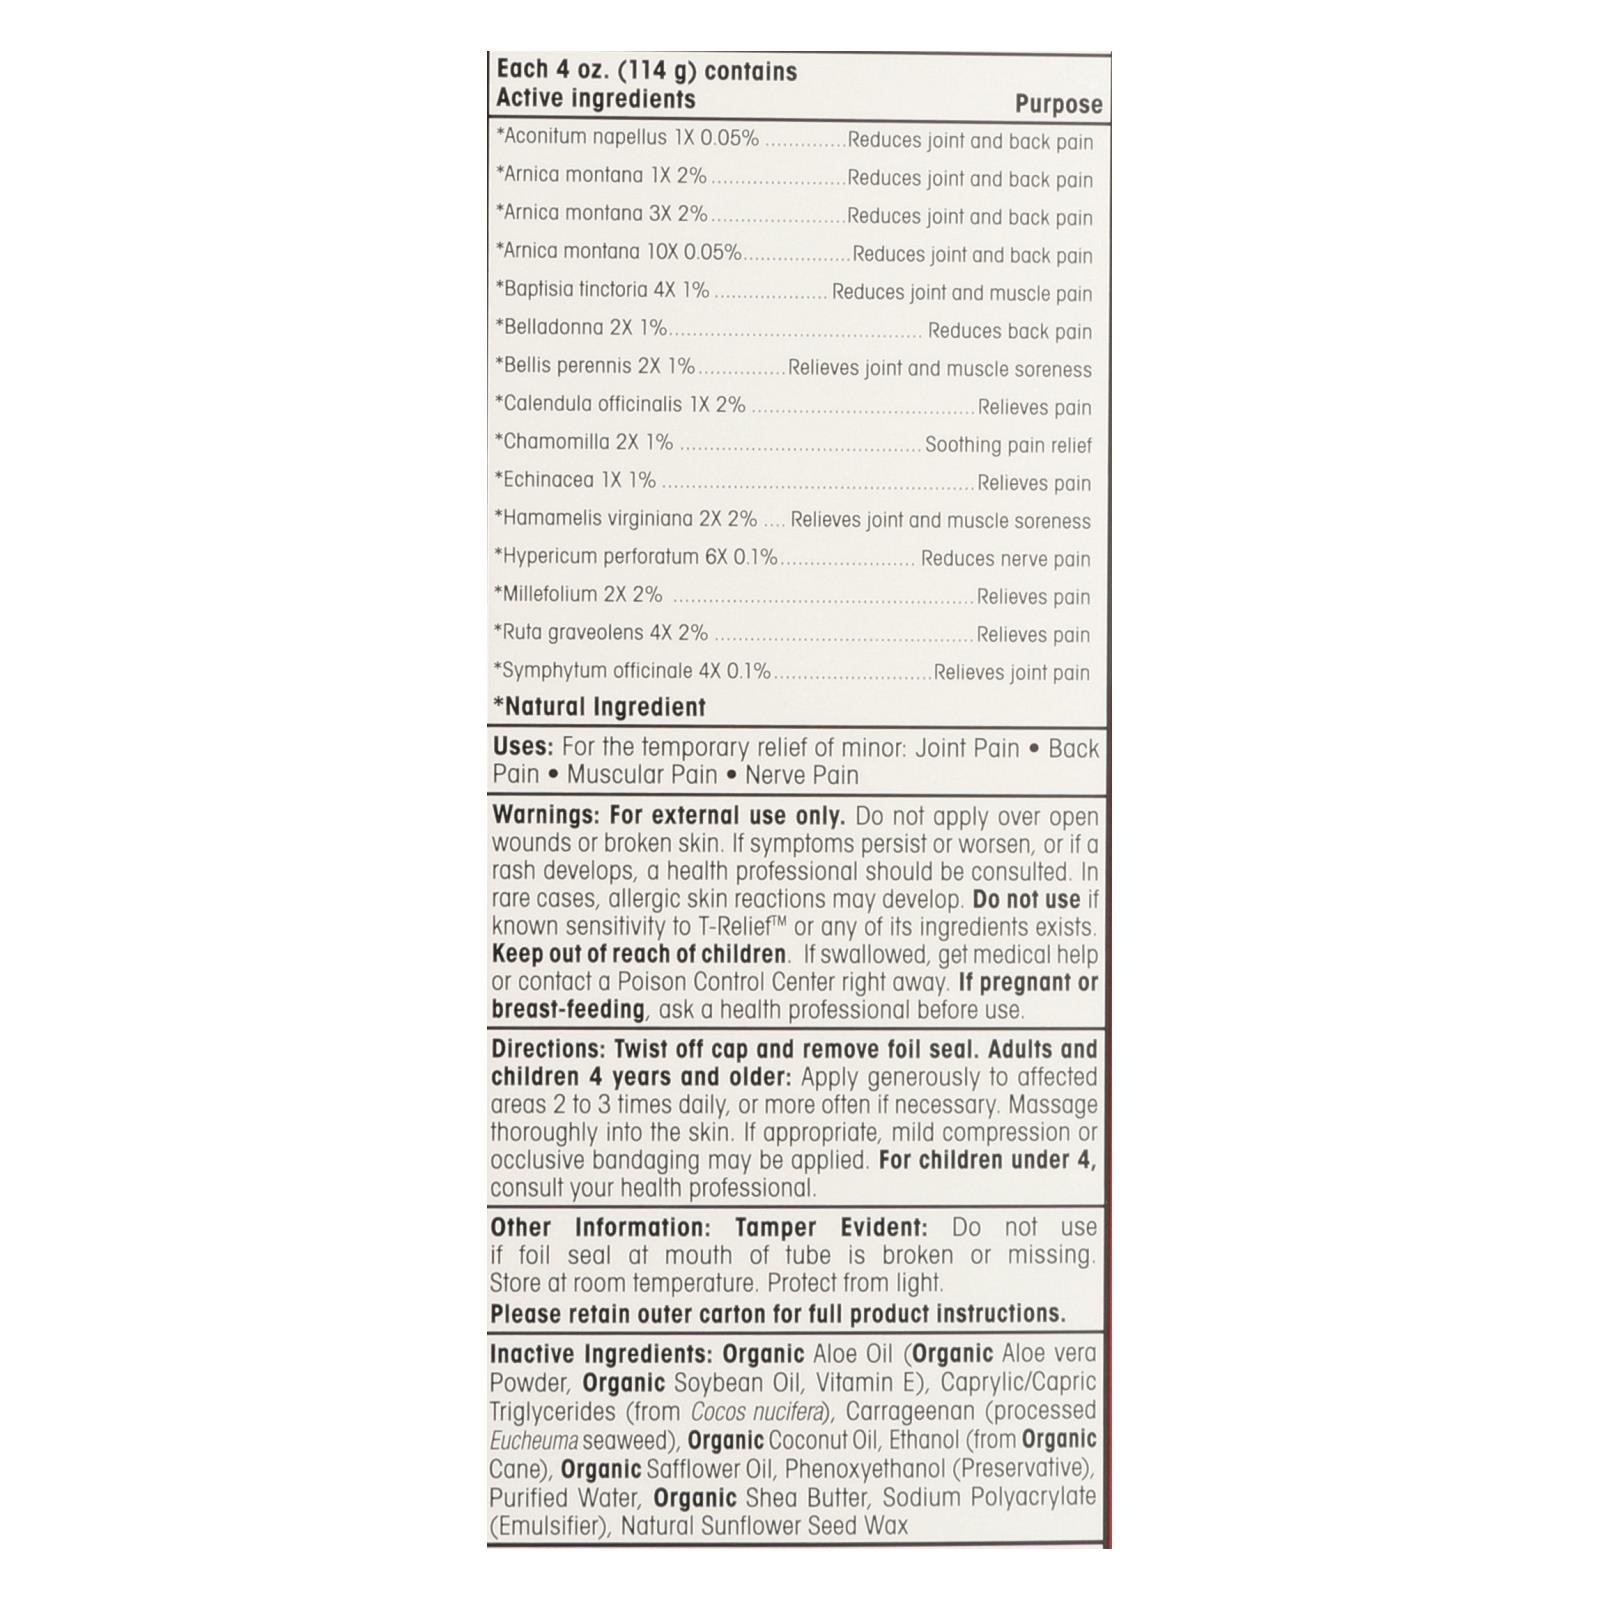 Each 4 oz. (114 g) contains
Active ingredients Purpose
*Aconitum napellus 1X 0.05% ..............Reduces joint and back pain
*Arnica montana 1X 2%......................Reduces joint and back pain
*Arnica montana 3X 2%......................Reduces joint and back pain
*Arnica montana 10X 0.05%..................Reduces joint and back pain
*Baptisia tinctoria 4X 1% ................... Reduces joint and muscle pain
*Belladonna 2X 1%.......................................... Reduces back pain
*Bellis perennis 2X 1%...............Relieves joint and muscle soreness
*Calendula officinalis 1X 2% .....................................Relieves pain
*Chamomilla 2X 1% ........................................Soothing pain relief
*Echinacea 1X 1% ....................................................Relieves pain
*Hamamelis virginiana 2X 2% .... Relieves joint and muscle soreness
*Hypericum perforatum 6X 0.1%...................... Reduces nerve pain
*Millefolium 2X 2% ..................................................Relieves pain
*Ruta graveolens 4X 2% ...........................................Relieves pain
*Symphytum officinale 4X 0.1%..........................Relieves joint pain
*Natural Ingredient
Uses: For the temporary relief of minor: Joint Pain • Back
Pain • Muscular Pain • Nerve Pain
Warnings: For external use only. Do not apply over open
wounds or broken skin. If symptoms persist or worsen, or if a
rash develops, a health professional should be consulted. In
rare cases, allergic skin reactions may develop. Do not use if
known sensitivity to T-Relief™ or any of its ingredients exists.
Keep out of reach of children. If swallowed, get medical help
or contact a Poison Control Center right away. If pregnant or
breast-feeding, ask a health professional before use.
Directions: Twist off cap and remove foil seal. Adults and
children 4 years and older: Apply generously to affected
areas 2 to 3 times daily, or more often if necessary. Massage
thoroughly into the skin. If appropriate, mild compression or
occlusive bandaging may be applied. For children under 4,
consult your health professional.
Other Information: Tamper Evident: Do not use
if foil seal at mouth of tube is broken or missing.
Store at room temperature. Protect from light.
Please retain outer carton for full product instructions.
Inactive Ingredients: Organic Aloe Oil (Organic Aloe vera
Powder, Organic Soybean Oil, Vitamin E), Caprylic/Capric
Triglycerides (from Cocos nucifera), Carrageenan (processed
Eucheuma seaweed), Organic Coconut Oil, Ethanol (from Organic
Cane), Organic Safflower Oil, Phenoxyethanol (Preservative),
Purified Water, Organic Shea Butter, Sodium Polyacrylate
(Emulsifier), Natural Sunflower Seed Wax